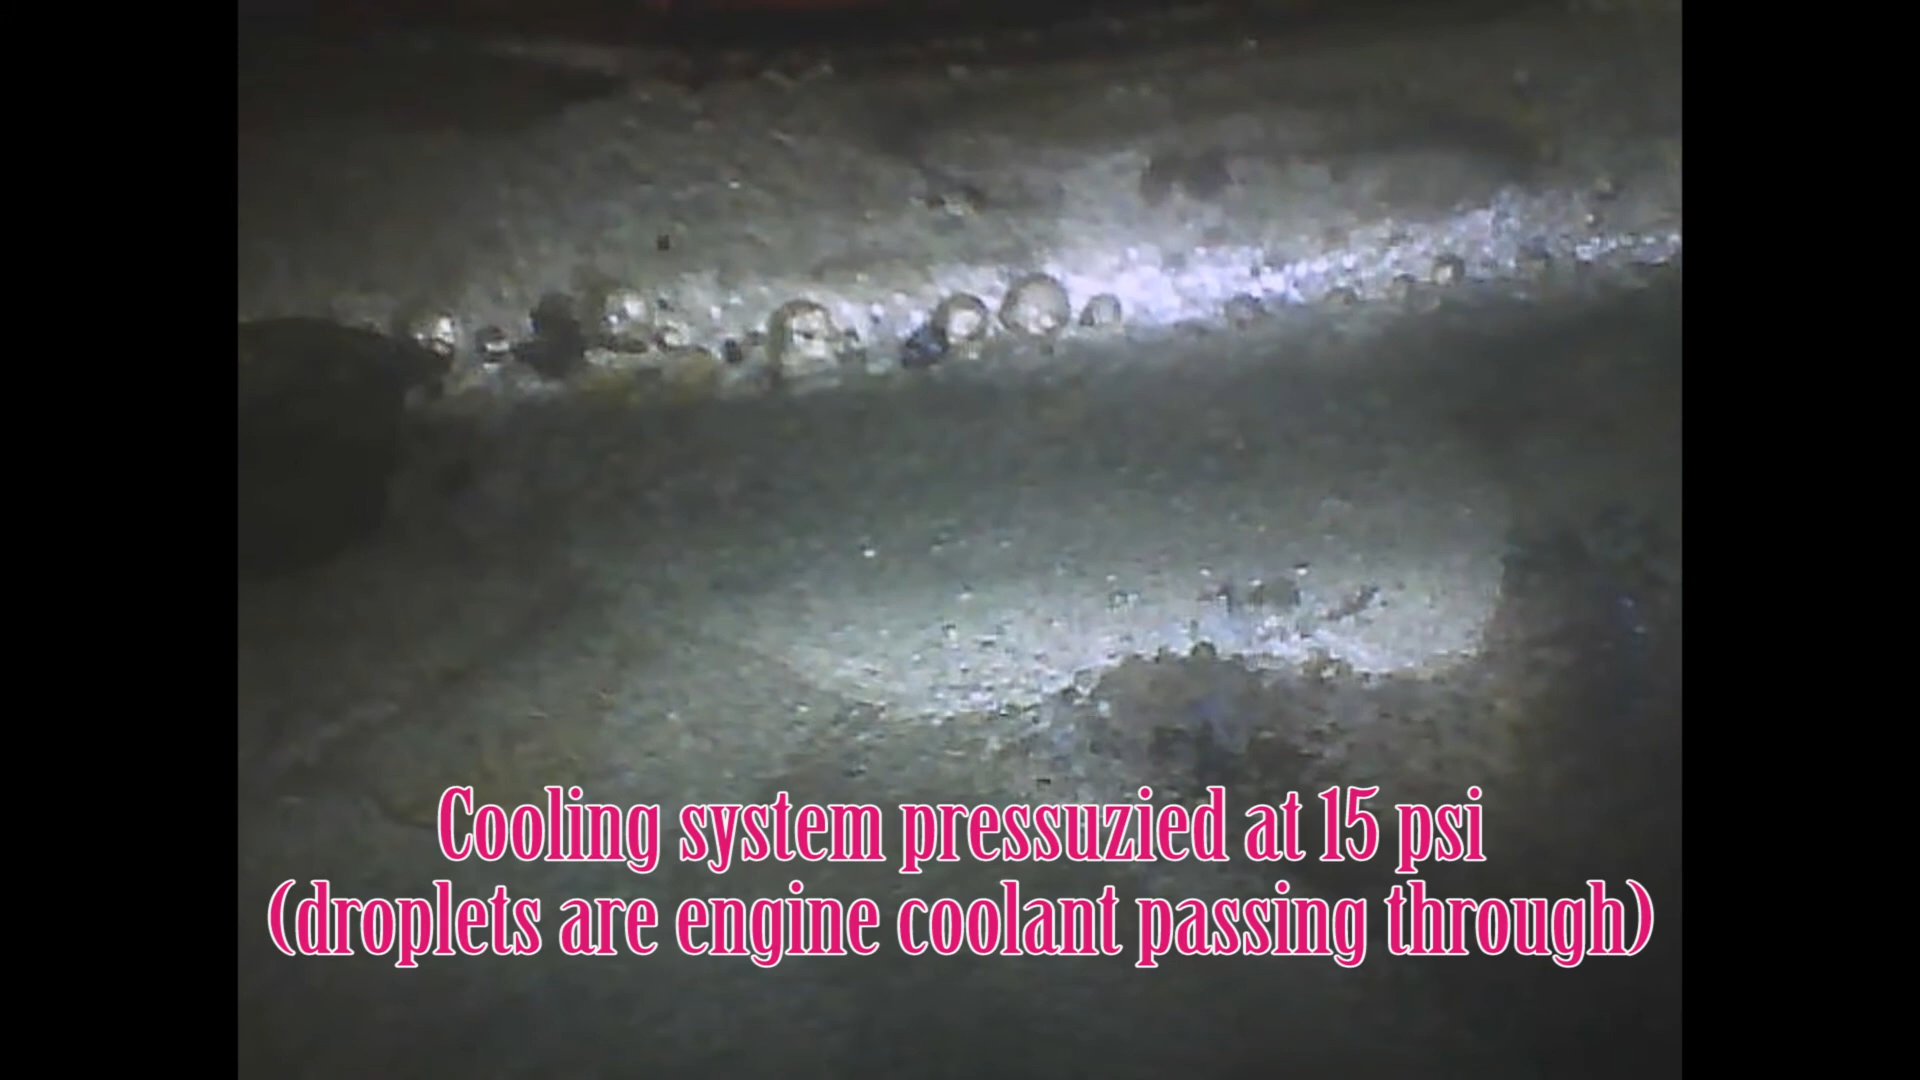 Cooling system pressuzied at 15 psi
(droplets are engine coolant passing through)